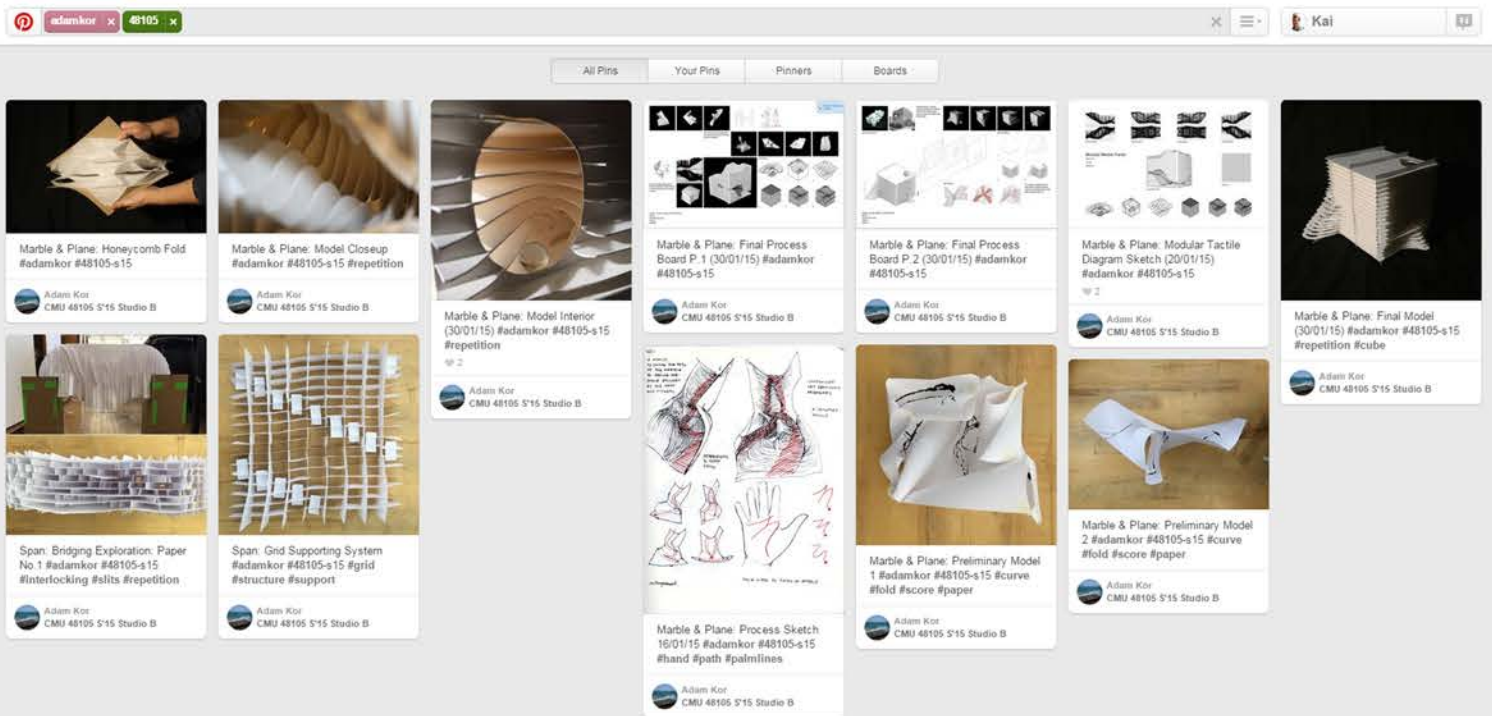 adamkor x 48105 x
Kai
All Pins
Your Pins
Pinners
Boards
Marble & Plane: Honeycomb Fold
#adamkor #48105-s15
Adam Kor
CMU 48105 S'15 Studio B
Marble & Plane: Model Closeup
#adamkor #48105-s15 #repetition
Adam Kor
CMU 48105 S'15 Studio B
Marble & Plane: Model Interior
(30/01/15) #adamkor #48105-s15
#repetition
2
Adam Kor
CMU 48105 S'15 Studio B
Marble & Plane: Final Process
Board P.1 (30/01/15) #adamkor
#48105-s15
Adam Kor
CMU 48105 S'15 Studio B
Marble & Plane: Final Process
Board P.2 (30/01/15) #adamkor
#48105-s15
Adam Kor
CMU 48105 S'15 Studio B
Marble & Plane: Modular Tactile
Diagram Sketch (20/01/15)
#adamkor #48105-s15
2
Adam Kor
CMU 48105 S'15 Studio B
Marble & Plane: Final Model
(30/01/15) #adamkor #48105-s15
#repetition #cube
Adam Kor
CMU 48105 S'15 Studio B
Span: Bridging Exploration: Paper
No.1 #adamkor #48105-s15
#interlocking #slits #repetition
Adam Kor
CMU 48105 S'15 Studio B
Span: Grid Supporting System
#adamkor #48105-s15 #grid
#structure #support
Adam Kor
CMU 48105 S'15 Studio B
Marble & Plane: Process Sketch
16/01/15 #adamkor #48105-s15
#hand #path #palmlines
Adam Kor
CMU 48105 S'15 Studio B
Marble & Plane: Preliminary Model
1 #adamkor #48105-s15 #curve
#fold #score #paper
Adam Kor
CMU 48105 S'15 Studio B
Marble & Plane: Preliminary Model
2 #adamkor #48105-s15 #curve
#fold #score #paper
Adam Kor
CMU 48105 S'15 Studio B